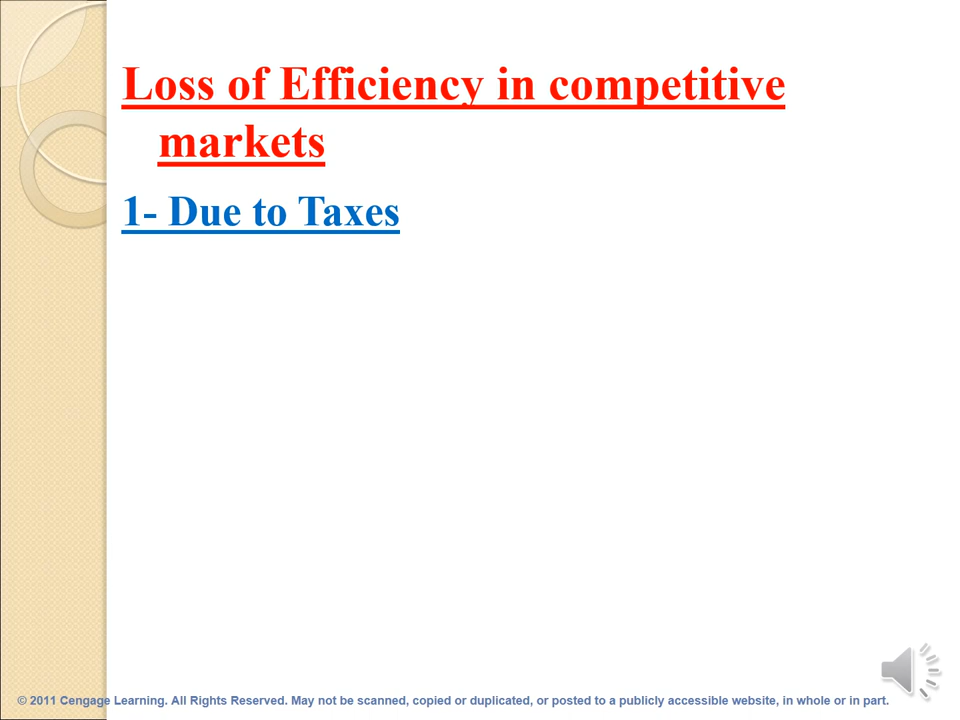 Loss of Efficiency in competitive
markets
1- Due to Taxes
© 2011 Cengage Learning. All Rights Reserved. May not be scanned, copied or duplicated, or posted to a publicly accessible website, in whole or in part.